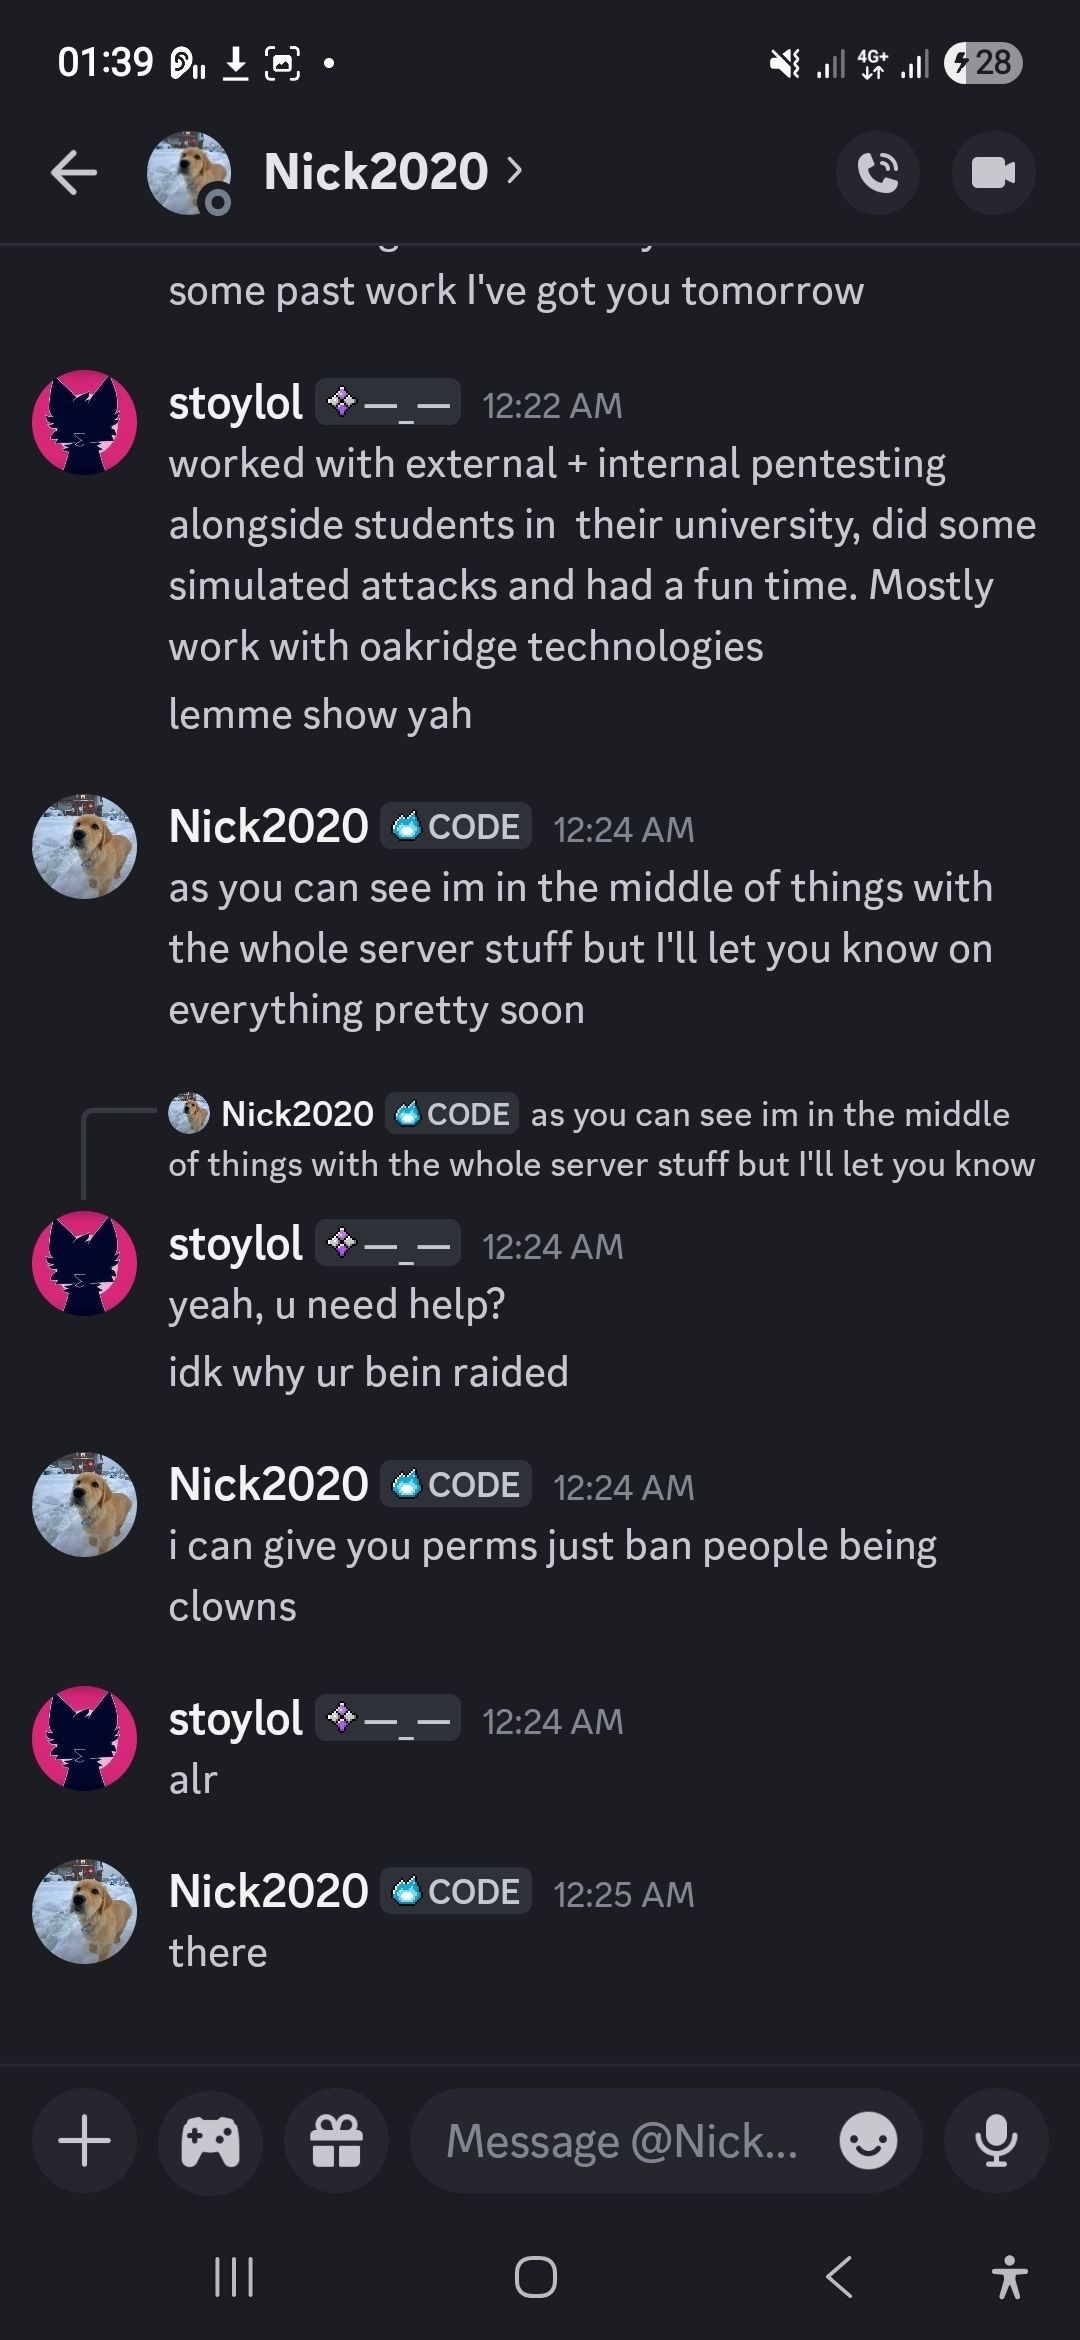 01:39
4G+
28
Nick2020
some past work I've got you tomorrow
stoylol —_— 12:22 AM
worked with external + internal pentesting
alongside students in  their university, did some
simulated attacks and had a fun time. Mostly
work with oakridge technologies
lemme show yah
Nick2020 CODE 12:24 AM
as you can see im in the middle of things with
the whole server stuff but I'll let you know on
everything pretty soon
Nick2020 CODE as you can see im in the middle
of things with the whole server stuff but I'll let you know
stoylol —_— 12:24 AM
yeah, u need help?
idk why ur bein raided
Nick2020 CODE 12:24 AM
i can give you perms just ban people being
clowns
stoylol —_— 12:24 AM
alr
Nick2020 CODE 12:25 AM
there
Message @Nick...